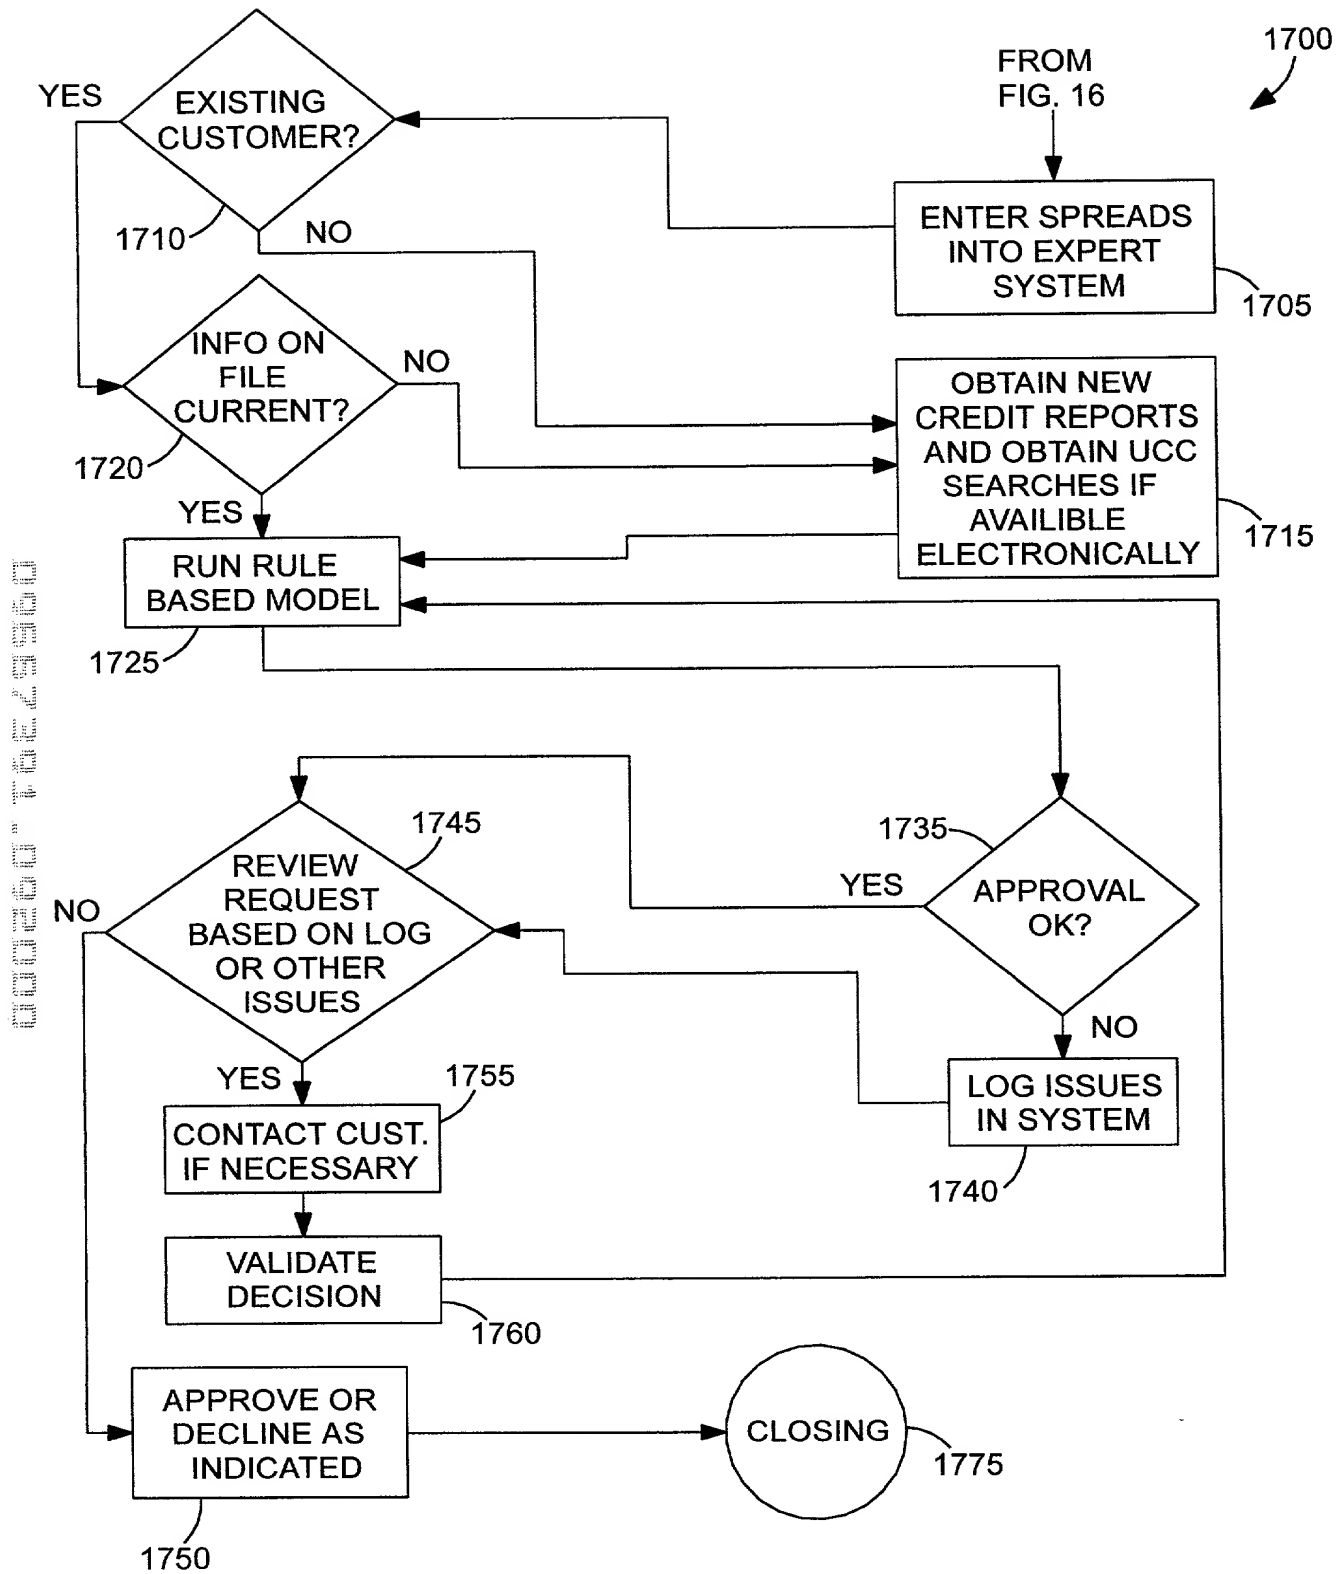 1700
FROM
FIG. 16
YES
EXISTING
CUSTOMER?
1710
NO
ENTER SPREADS
INTO EXPERT
SYSTEM
1705
INFO ON
FILE
CURRENT?
NO
1720
YES
OBTAIN NEW
CREDIT REPORTS
AND OBTAIN UCC
SEARCHES IF
AVAILIBLE
ELECTRONICALLY
1715
RUN RULE
BASED MODEL
1725
1745
REVIEW
REQUEST
BASED ON LOG
OR OTHER
ISSUES
NO
YES
1735
APPROVAL
OK?
YES
NO
LOG ISSUES
IN SYSTEM
1740
1755
CONTACT CUST.
IF NECESSARY
VALIDATE
DECISION
1760
APPROVE OR
DECLINE AS
INDICATED
1750
CLOSING
1775